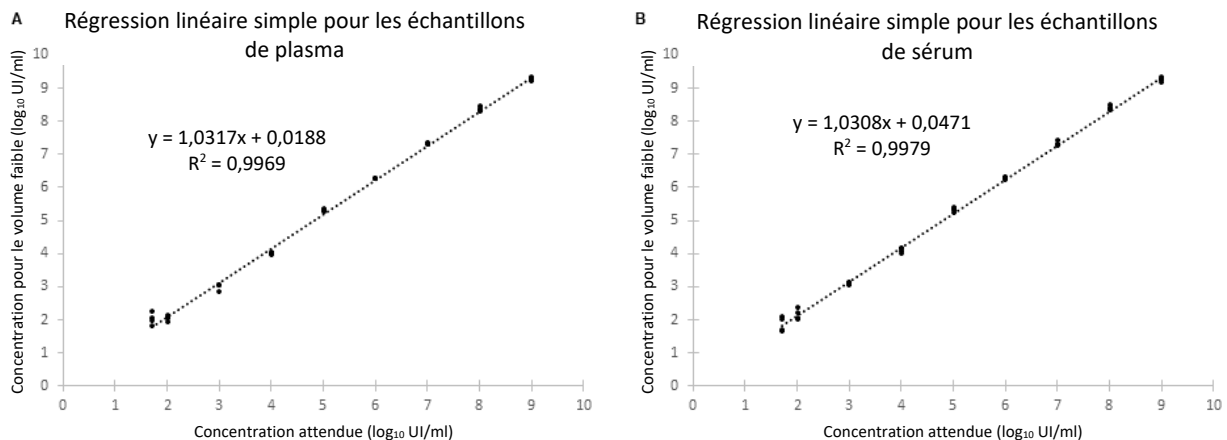 A
Régression linéaire simple pour les échantillons
de plasma
Concentration pour le volume faible (log₁₀ UI/ml)
10
9
8
7
6
5
4
3
2
1
0
y = 1,0317x + 0,0188
R² = 0,9969
0 1 2 3 4 5 6 7 8 9 10
Concentration attendue (log₁₀ UI/ml)
B
Régression linéaire simple pour les échantillons
de sérum
Concentration pour le volume faible (log₁₀ UI/ml)
10
9
8
7
6
5
4
3
2
1
0
y = 1,0308x + 0,0471
R² = 0,9979
0 1 2 3 4 5 6 7 8 9 10
Concentration attendue (log₁₀ UI/ml)